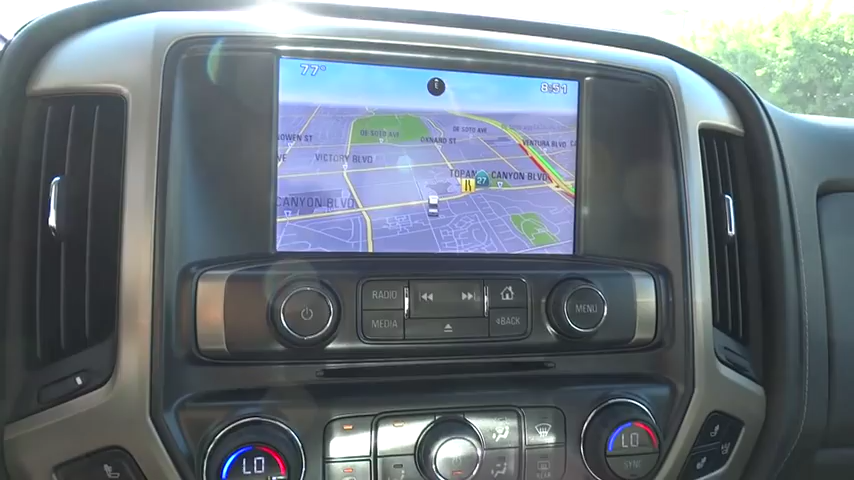 77°
8:51
DE SOTO AVE
BOWEN ST
DE SOTO AVE
OXNARD ST
VENTURA BLVD
VICTORY BLVD
TOPAN
27
CANYON BLVD
CANYON BLVD
RADIO
MENU
MEDIA
BACK
LO
LO
SYNC